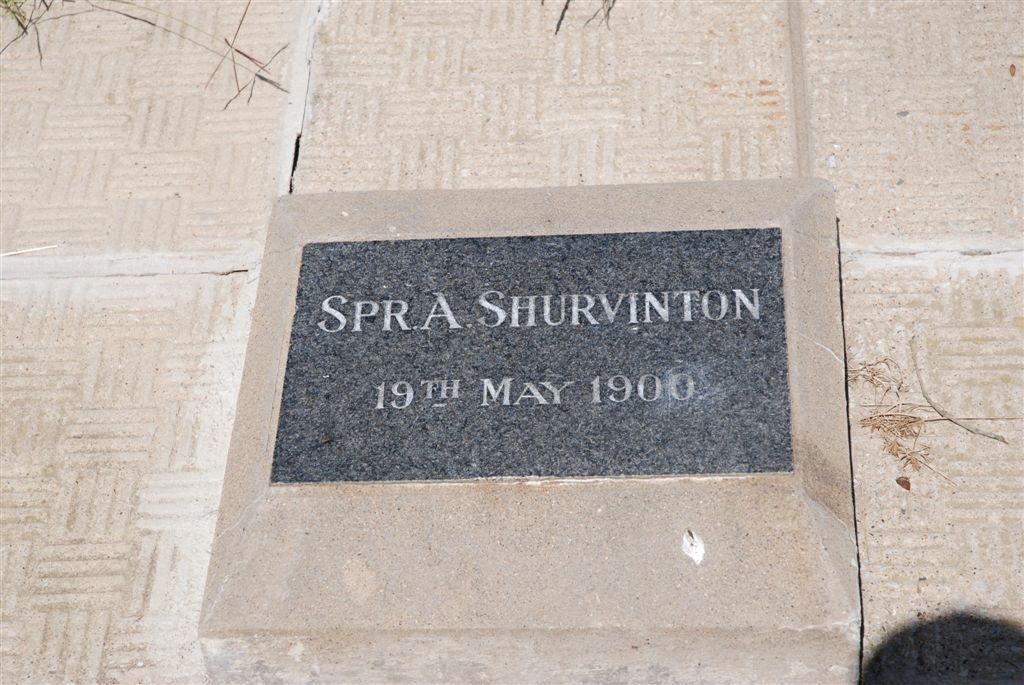 SPR. A. SHURVINTON
19TH MAY 1900